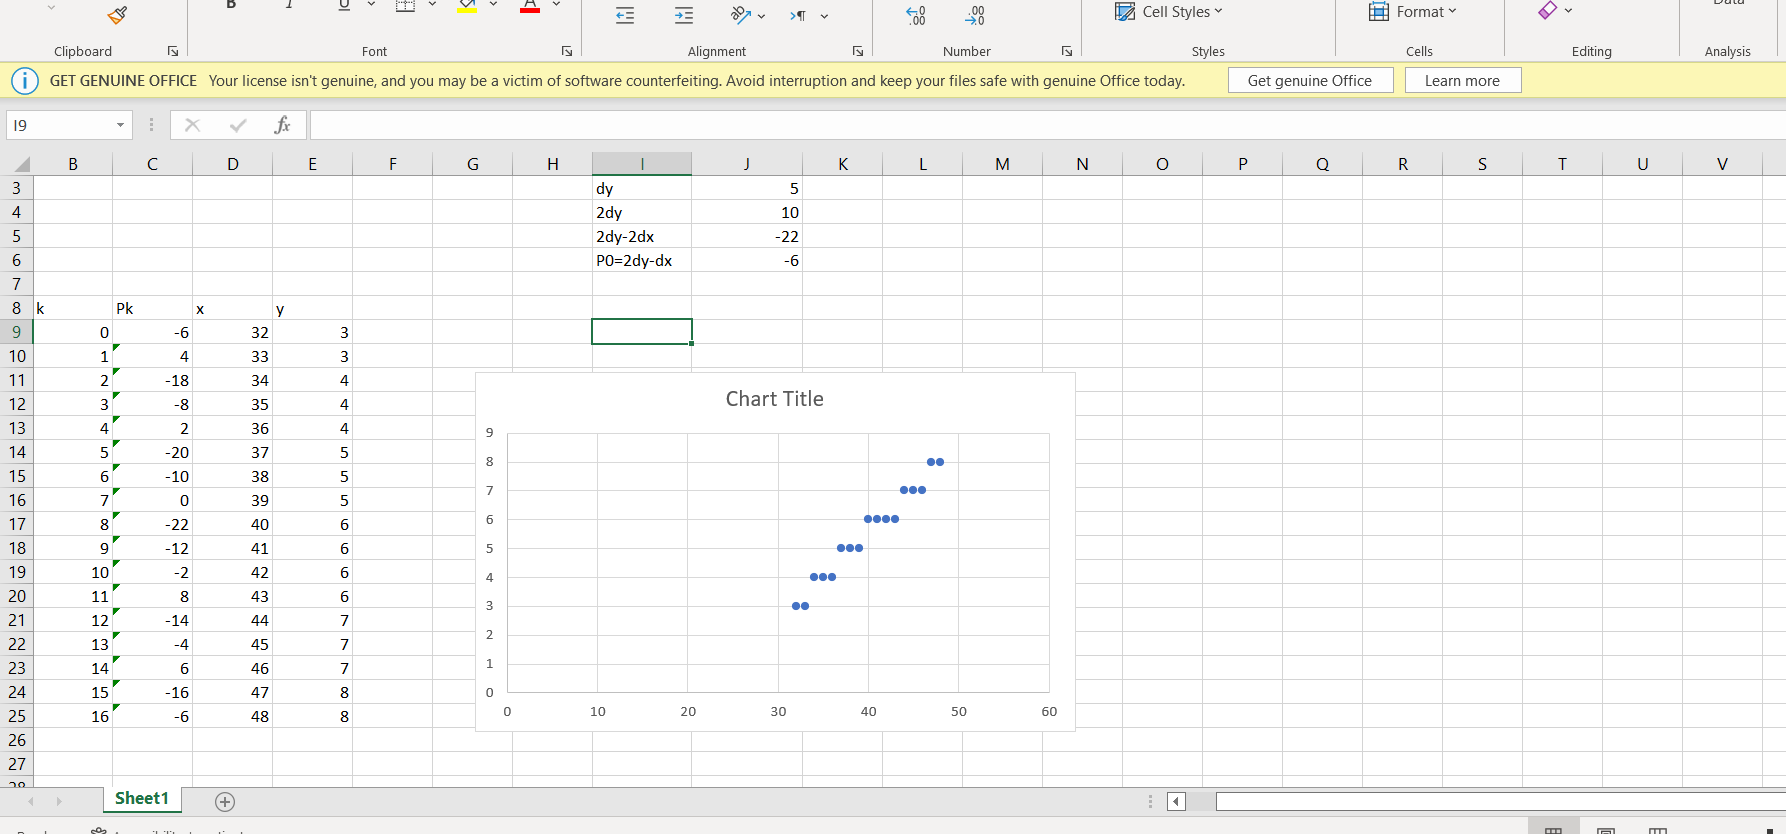 B I U A
Cell Styles
Format
Data
Clipboard
Font
Alignment
Number
Styles
Cells
Editing
Analysis
GET GENUINE OFFICE Your license isn't genuine, and you may be a victim of software counterfeiting. Avoid interruption and keep your files safe with genuine Office today. Get genuine Office Learn more
I9 fx
B C D E F G H I J K L M N O P Q R S T U V
3 dy 5
4 2dy 10
5 2dy-2dx -22
6 P0=2dy-dx -6
7
8 k Pk x y
9 0 -6 32 3
10 1 4 33 3
11 2 -18 34 4
12 3 -8 35 4
13 4 2 36 4
14 5 -20 37 5
15 6 -10 38 5
16 7 0 39 5
17 8 -22 40 6
18 9 -12 41 6
19 10 -2 42 6
20 11 8 43 6
21 12 -14 44 7
22 13 -4 45 7
23 14 6 46 7
24 15 -16 47 8
25 16 -6 48 8
26
27
28
Chart Title
9
8
7
6
5
4
3
2
1
0
0 10 20 30 40 50 60
Sheet1